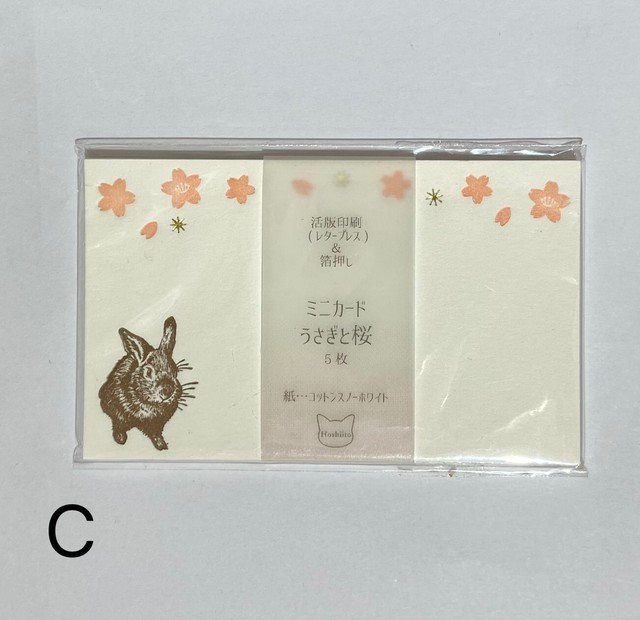 活版印刷
(レタープレス)
&
箔押し
ミニカード
うさぎと桜
5枚
紙…コットンスノーホワイト
Hoshiito
C